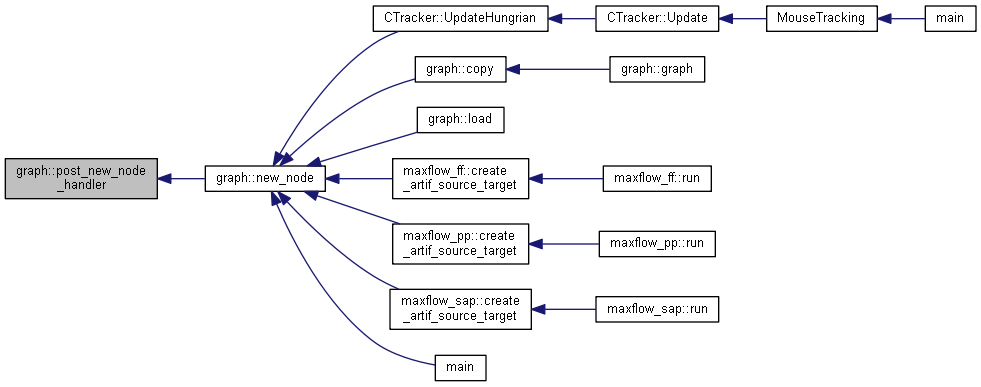 CTracker::UpdateHungrian
CTracker::Update
MouseTracking
main
graph::copy
graph::graph
graph::load
graph::post_new_node
_handler
graph::new_node
maxflow_ff::create
_artif_source_target
maxflow_ff::run
maxflow_pp::create
_artif_source_target
maxflow_pp::run
maxflow_sap::create
_artif_source_target
maxflow_sap::run
main